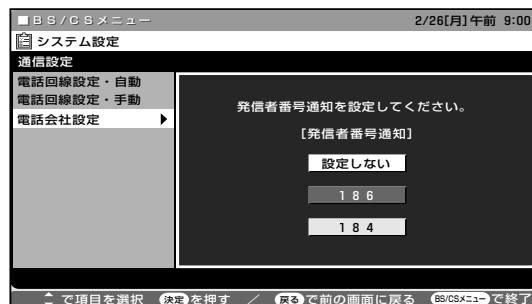 ■BS/CSメニュー 2/26[月]午前 9:00
システム設定
通信設定
電話回線設定・自動
電話回線設定・手動
電話会社設定
発信者番号通知を設定してください。
[発信者番号通知]
設定しない
186
184
で項目を選択 決定を押す / 戻るで前の画面に戻る BS/CSメニューで終了